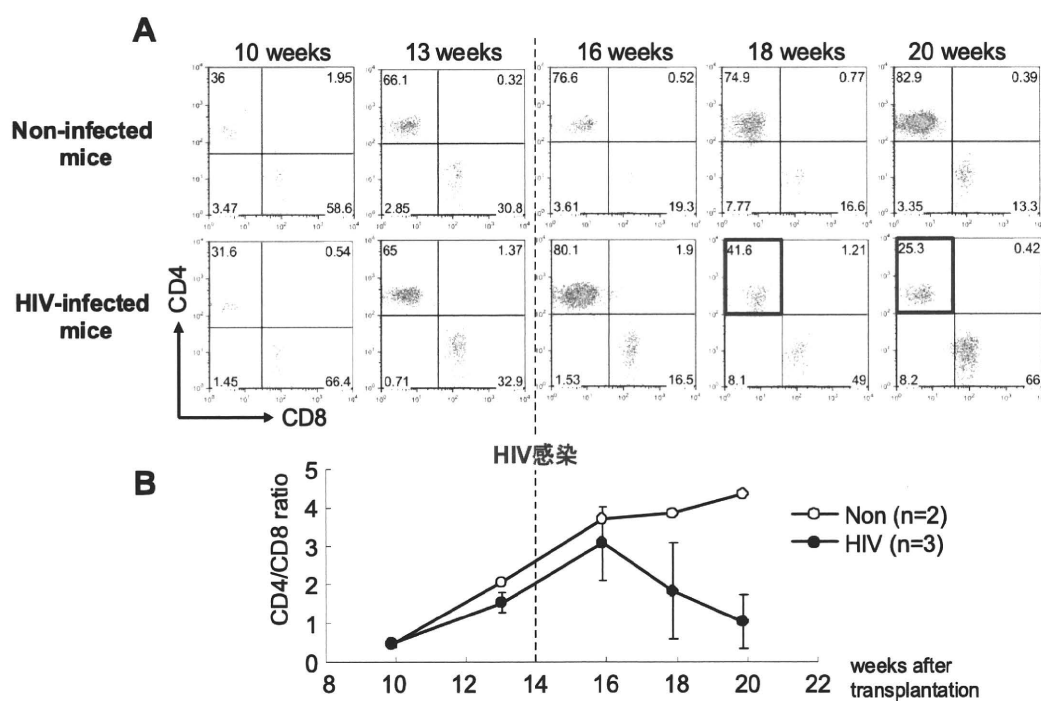 A
10 weeks 13 weeks 16 weeks 18 weeks 20 weeks
Non-infected
mice
36 1.95 66.1 0.32 76.6 0.52 74.9 0.77 82.9 0.39
3.47 58.6 2.85 30.8 3.61 19.3 7.77 16.6 3.35 13.3
HIV-infected
mice
31.6 0.54 65 1.37 80.1 1.9 41.6 1.21 25.3 0.42
1.45 66.4 0.71 32.9 1.53 16.5 8.1 49 8.2 66
CD4
CD8
HIV感染
B
CD4/CD8 ratio
5
4
3
2
1
0
8 10 12 14 16 18 20 22
Non (n=2)
HIV (n=3)
weeks after
transplantation